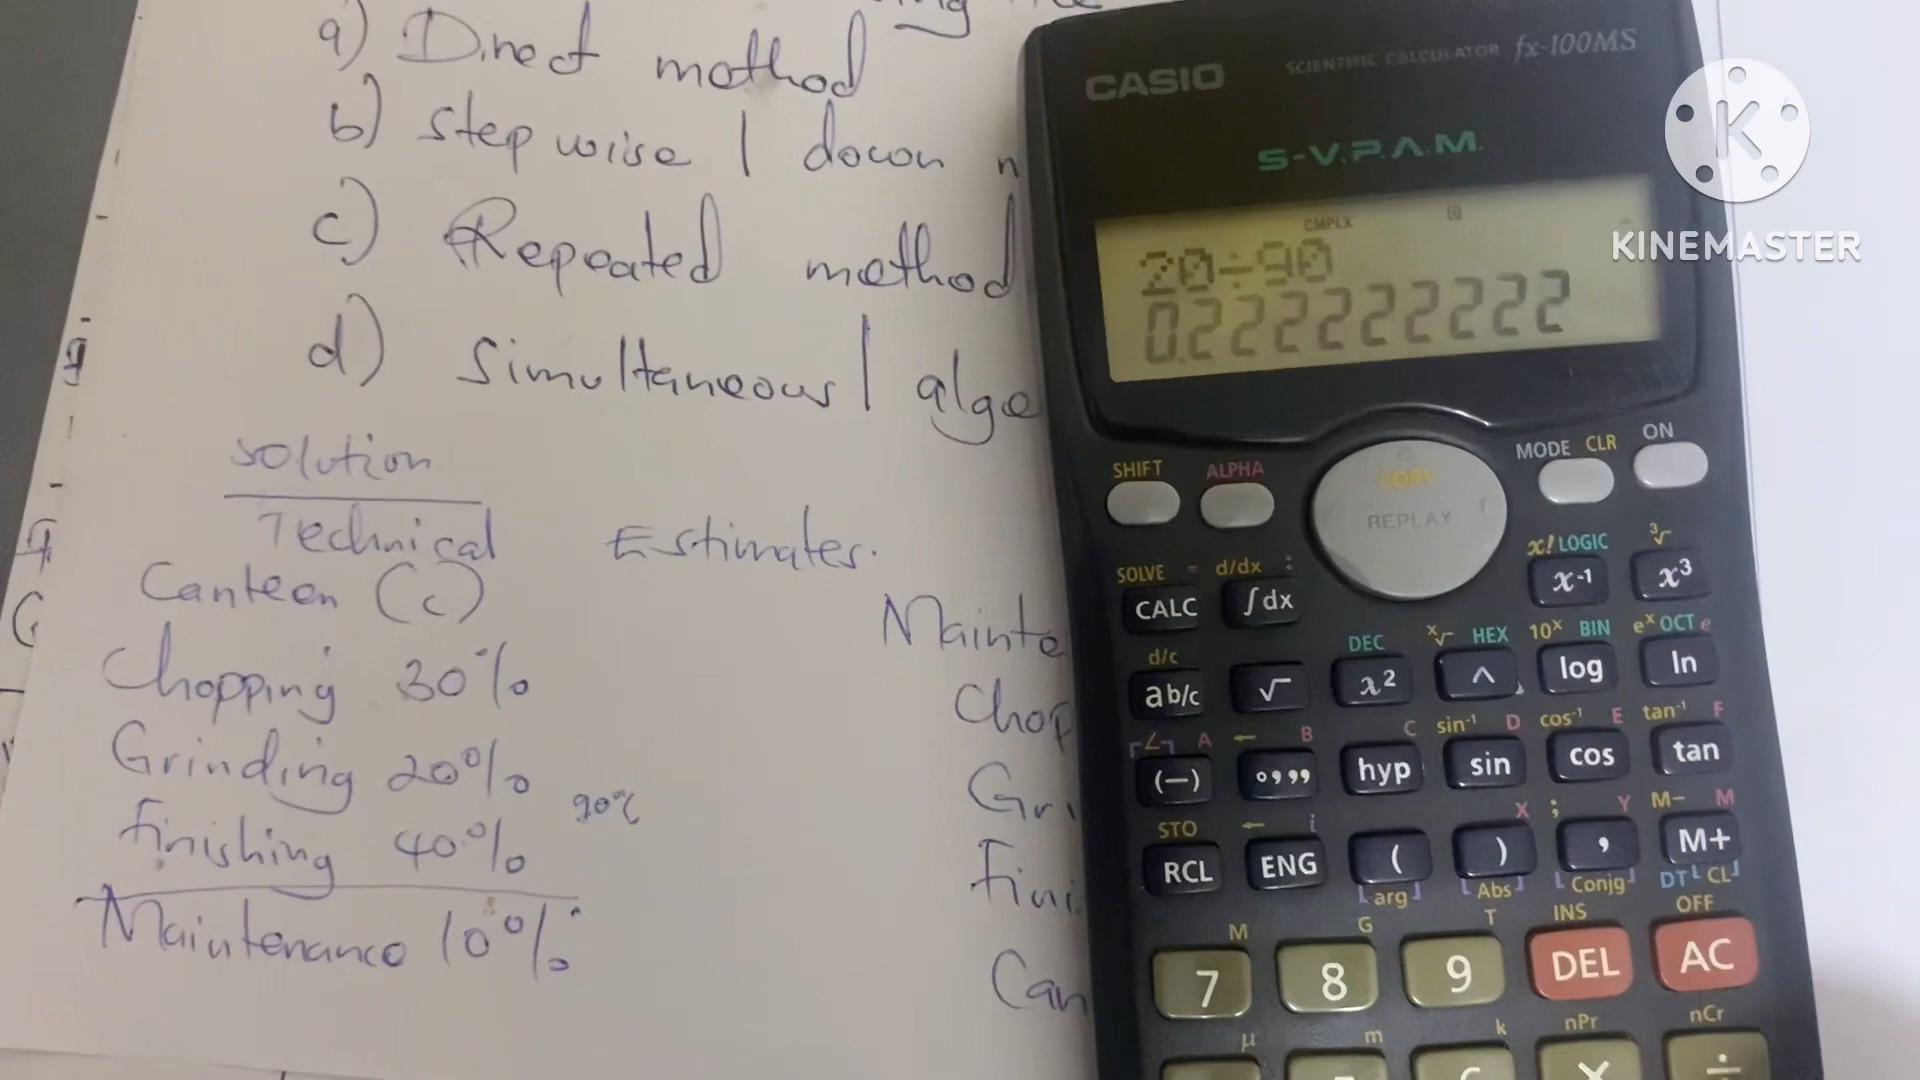 a) Direct method
b) step wise / down n
c) Repeated method
d) Simultaneous / alge
solution
Technical Estimates.
Canteen (c)
Chopping 30%
Grinding 20%
90%
Finishing 40%
Maintenance 10%
Mainte
Chop
Gri
Fini
Can
CASIO
SCIENTIFIC CALCULATOR fx-100MS
S-V.P.A.M.
CMPLX
20÷90
0.222222222
KINEMASTER
SHIFT ALPHA MODE CLR ON
COPY
REPLAY
x! LOGIC ³√
SOLVE = d/dx :
CALC ∫dx x-1 x3
d/c DEC x√ HEX 10x BIN ex OCT e
ab/c √ x2 ^ log ln
∠ A ← B C sin-1 D cos-1 E tan-1 F
(−) °,,, hyp sin cos tan
STO ← i X ; Y M− M
RCL ENG ( ) , M+
arg Abs Conjg DT CL
M G T INS OFF
7 8 9 DEL AC
μ m k nPr nCr
× ÷